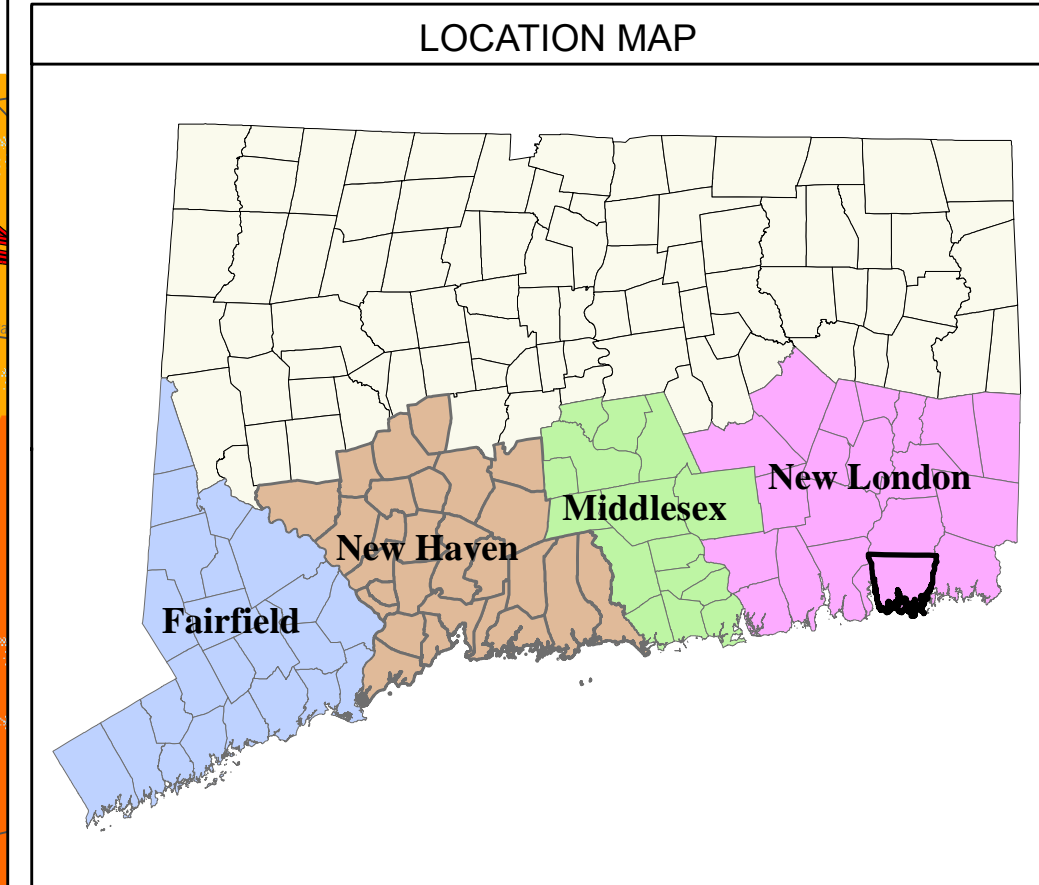 LOCATION MAP
New London
Middlesex
New Haven
Fairfield